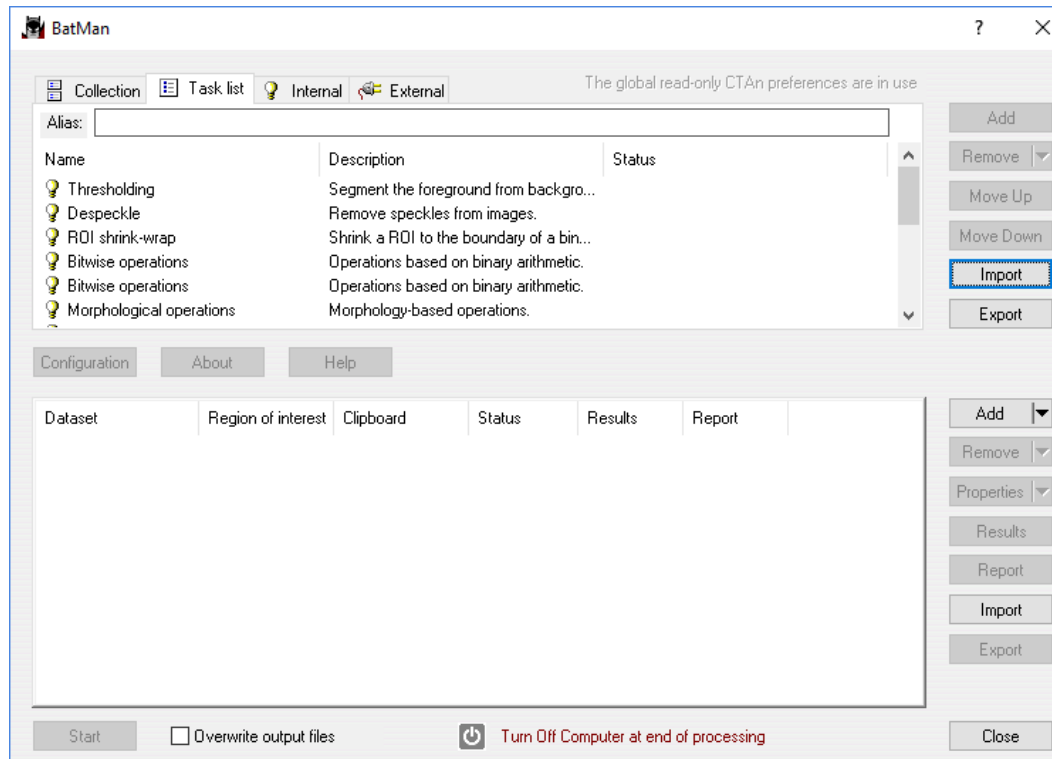 BatMan ?
Collection Task list Internal External The global read-only CTAn preferences are in use
Alias:
Add
Name Description Status
Remove
Thresholding Segment the foreground from backgro...
Move Up
Despeckle Remove speckles from images.
ROI shrink-wrap Shrink a ROI to the boundary of a bin...
Move Down
Bitwise operations Operations based on binary arithmetic.
Import
Bitwise operations Operations based on binary arithmetic.
Morphological operations Morphology-based operations.
Export
Configuration About Help
Dataset Region of interest Clipboard Status Results Report
Add
Remove
Properties
Results
Report
Import
Export
Start Overwrite output files Turn Off Computer at end of processing Close